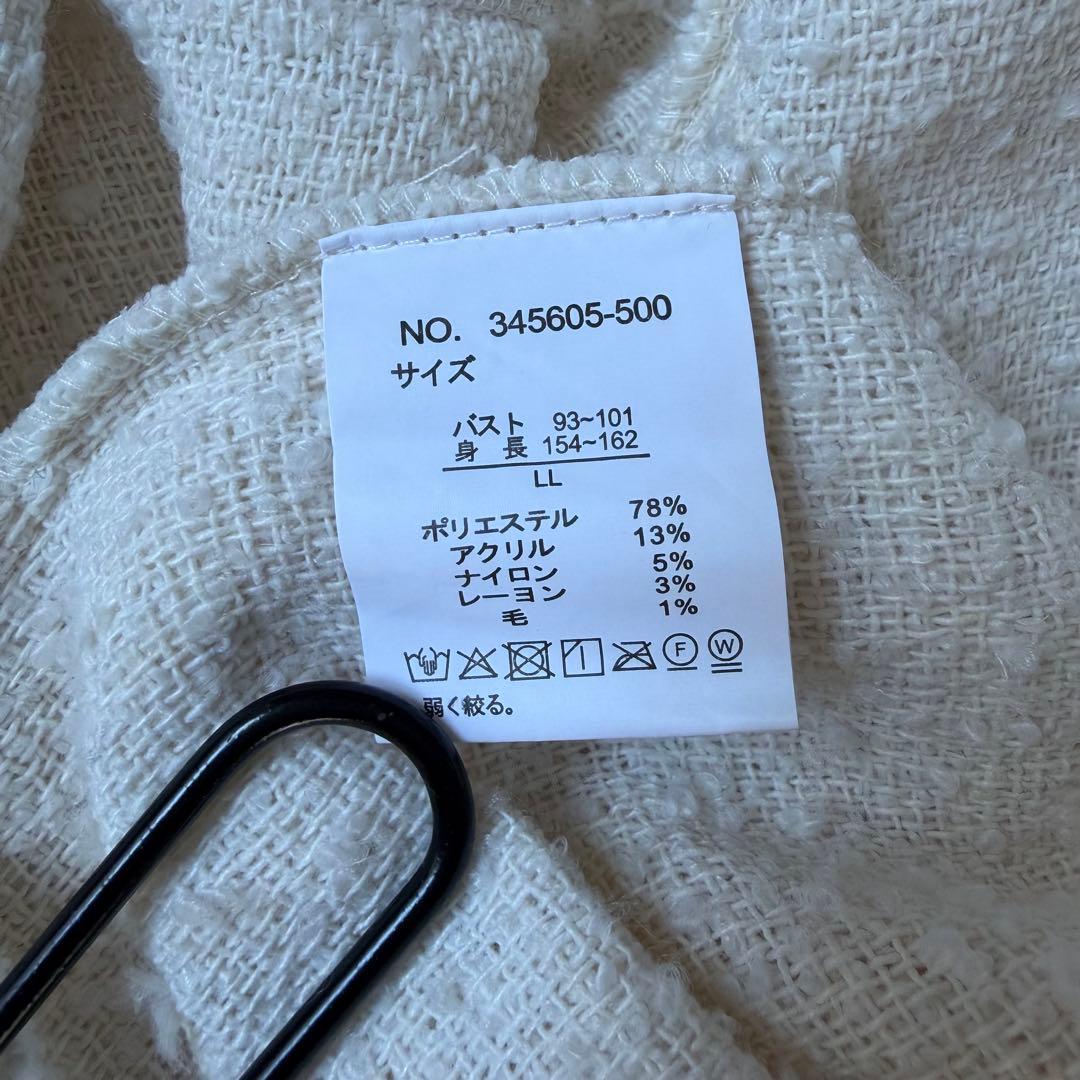 NO. 345605-500
サイズ
バスト 93~101
身長 154~162
LL
ポリエステル 78%
アクリル 13%
ナイロン 5%
レーヨン 3%
毛 1%
F W
弱く絞る。